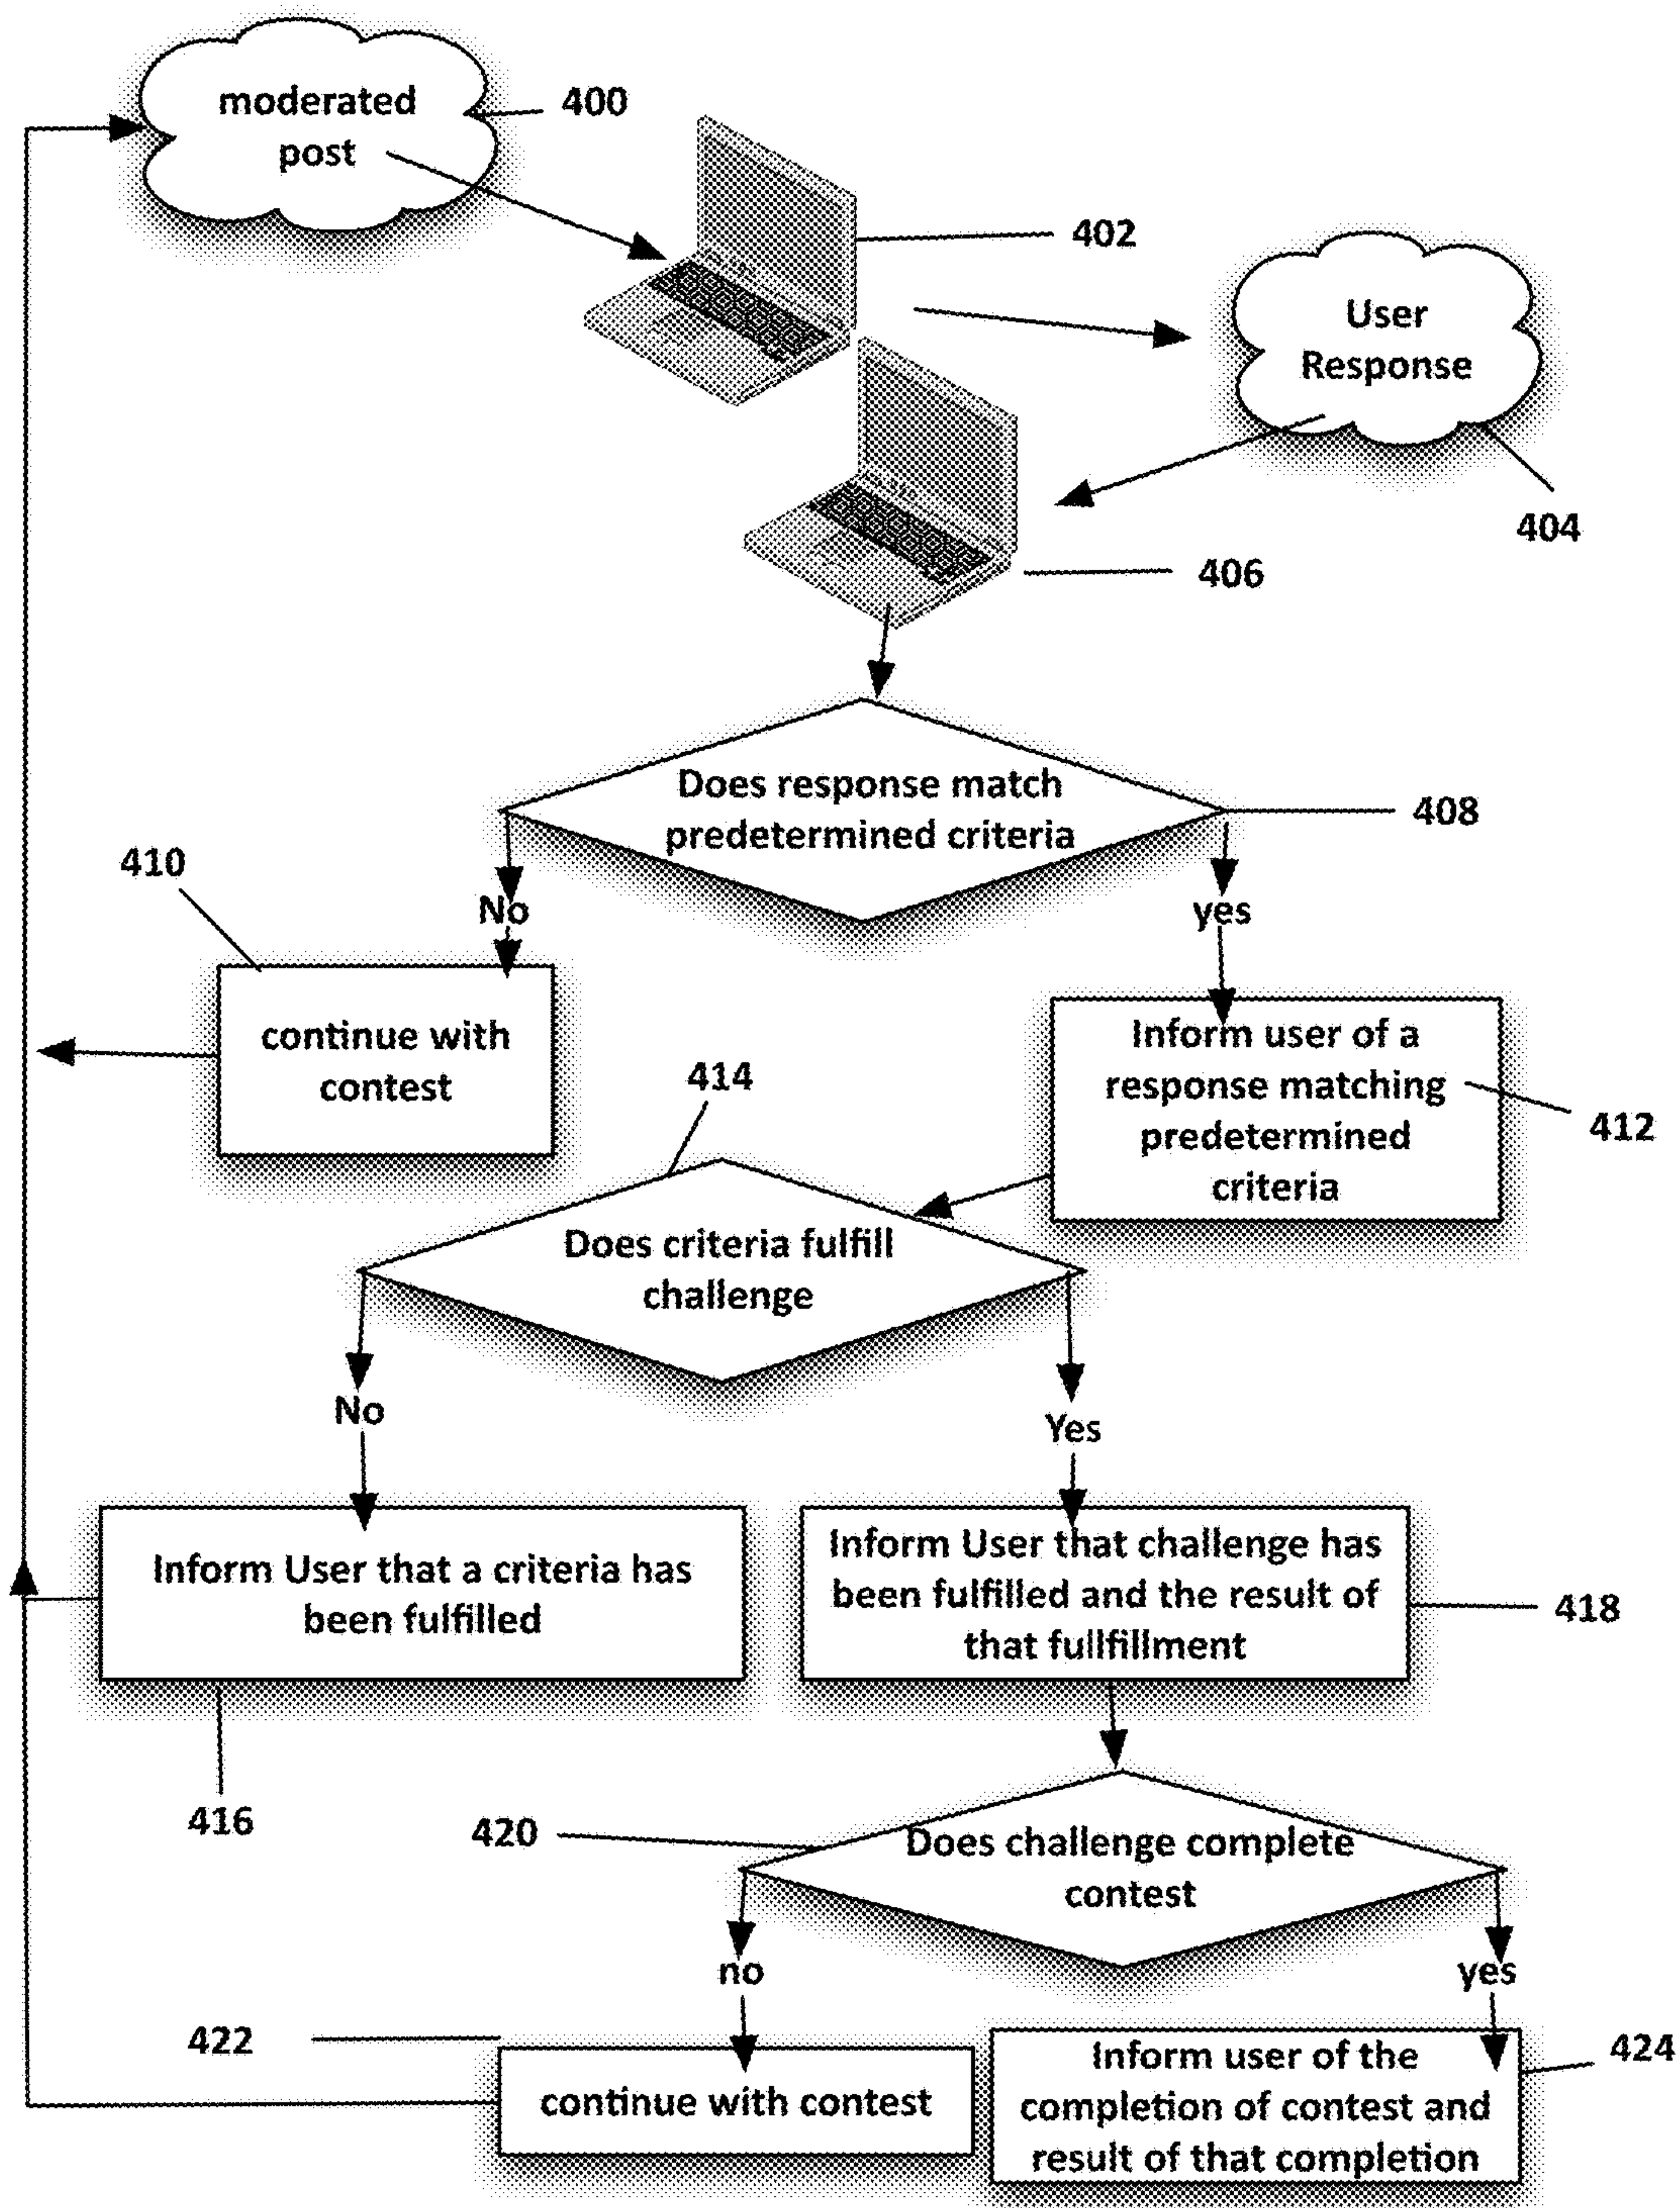 moderated
post
400
402
User
Response
404
406
Does response match
predetermined criteria
408
410
No
yes
continue with
contest
Inform user of a
response matching
predetermined
criteria
412
414
Does criteria fulfill
challenge
No
Yes
Inform User that a criteria has
been fulfilled
Inform User that challenge has
been fulfilled and the result of
that fullfillment
418
416
420
Does challenge complete
contest
no
yes
422
continue with contest
Inform user of the
completion of contest and
result of that completion
424